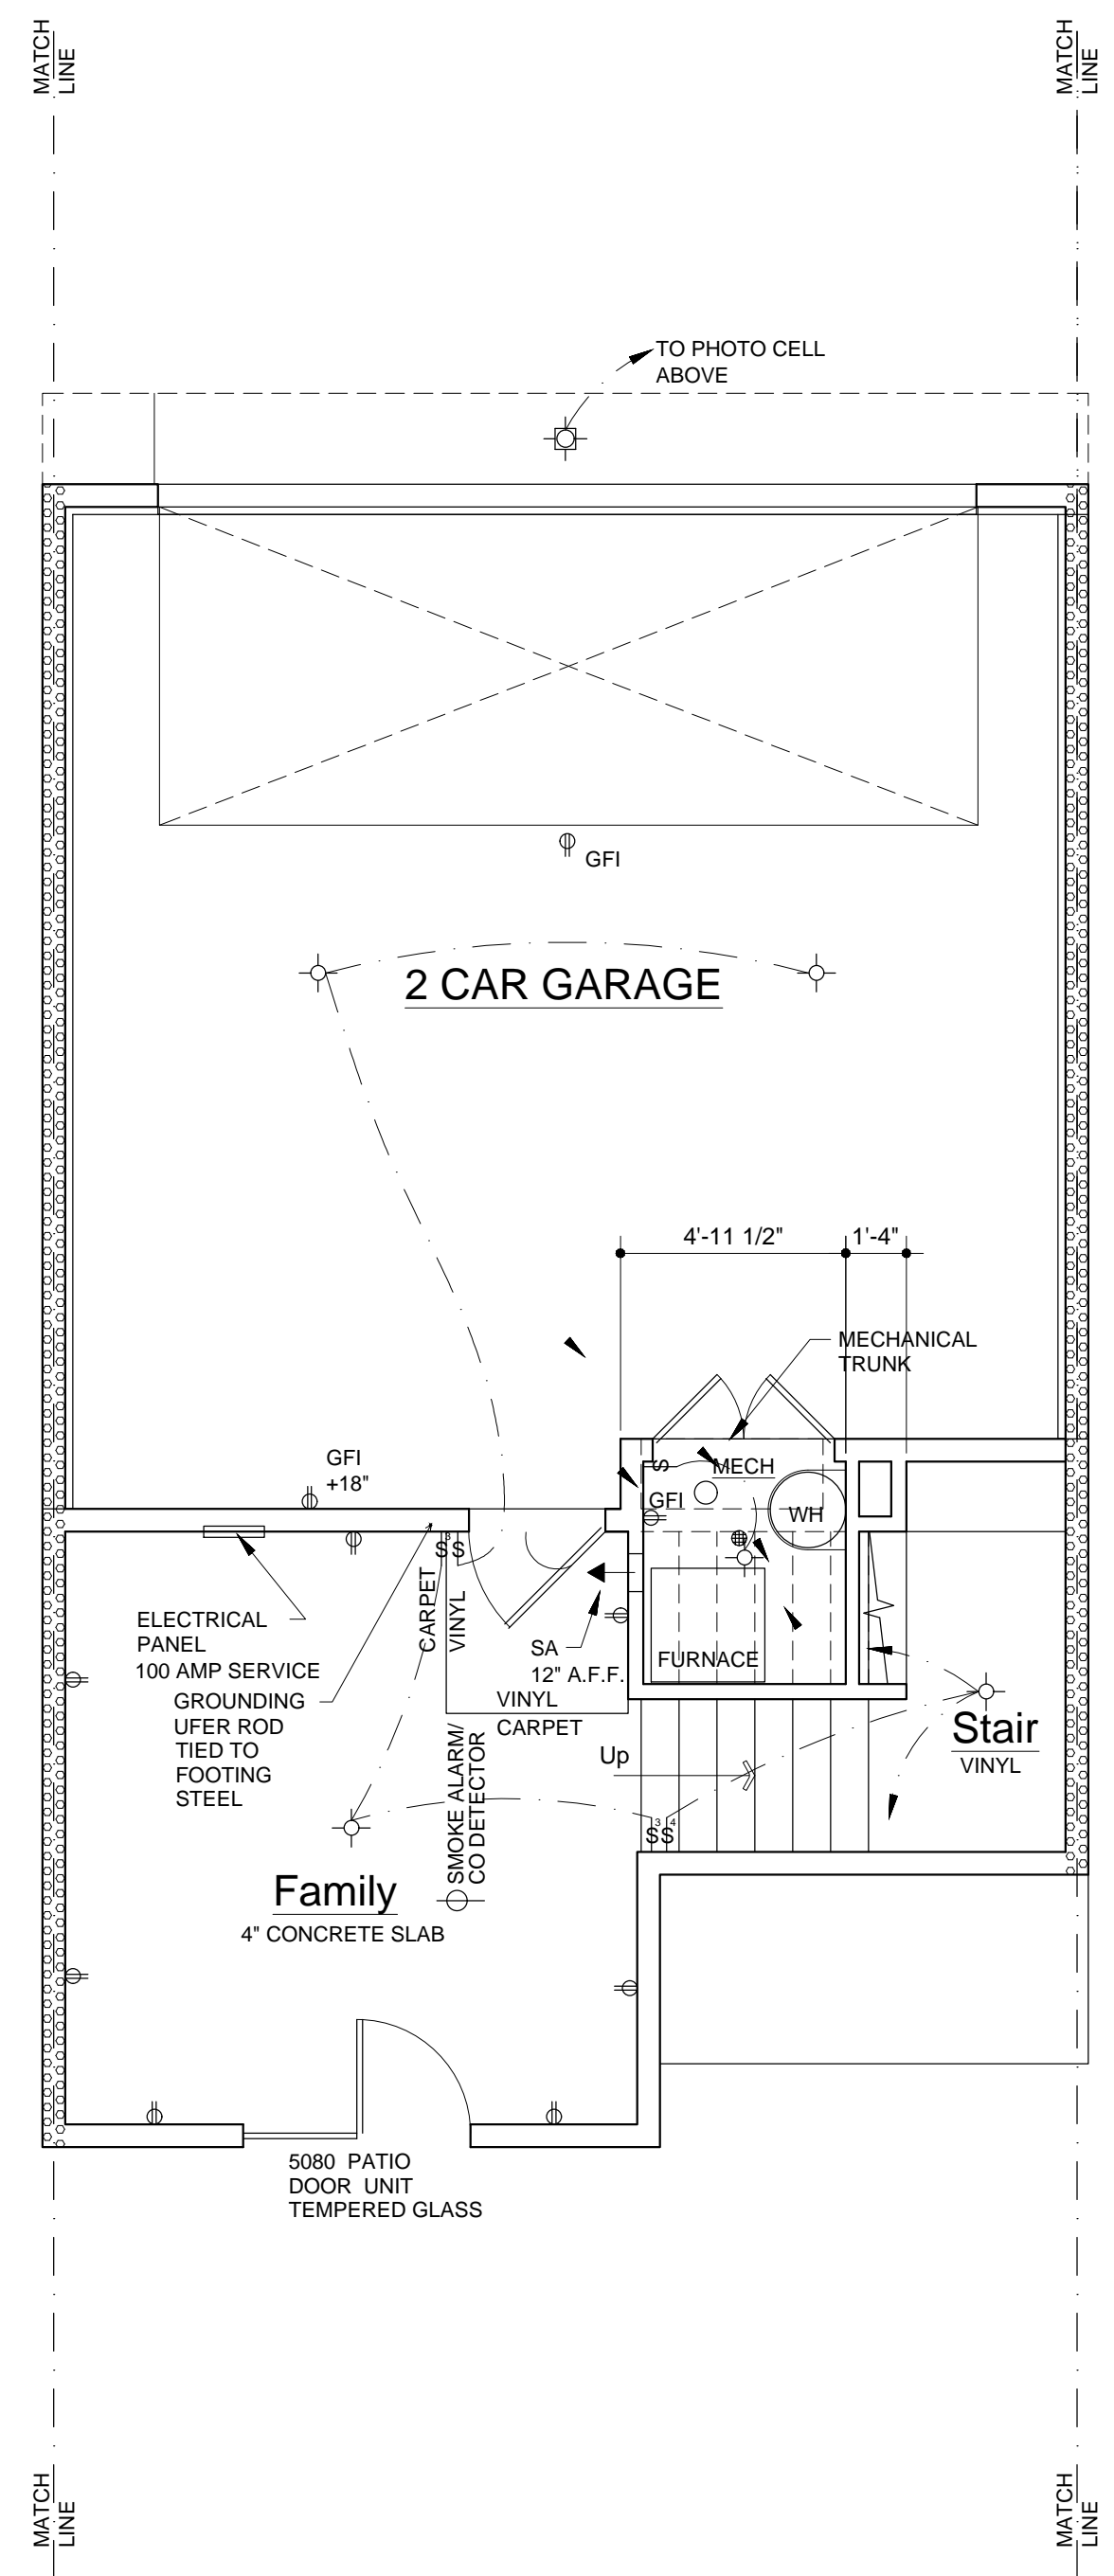 MATCH
LINE
MATCH
LINE
TO PHOTO CELL
ABOVE
GFI
2 CAR GARAGE
4'-11 1/2"
1'-4"
MECHANICAL
TRUNK
GFI
+18"
S
MECH
GFI
WH
S3S
CARPET
VINYL
ELECTRICAL
PANEL
100 AMP SERVICE
GROUNDING
UFER ROD
TIED TO
FOOTING
STEEL
SA
12" A.F.F.
FURNACE
VINYL
CARPET
Stair
VINYL
Up
SMOKE ALARM/
CO DETECTOR
S3S4
Family
4" CONCRETE SLAB
5080 PATIO
DOOR UNIT
TEMPERED GLASS
MATCH
LINE
MATCH
LINE